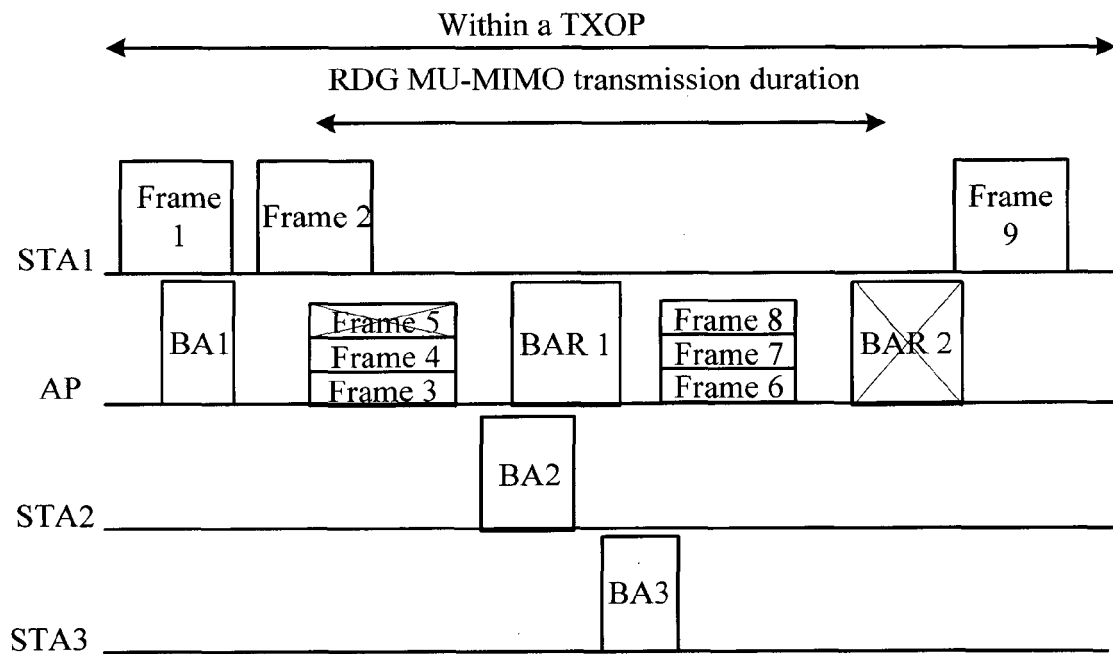 Within a TXOP
RDG MU-MIMO transmission duration
Frame
1
Frame 2
Frame
9
STA1
BA1
Frame 5
Frame 4
Frame 3
BAR 1
Frame 8
Frame 7
Frame 6
BAR 2
AP
BA2
STA2
BA3
STA3